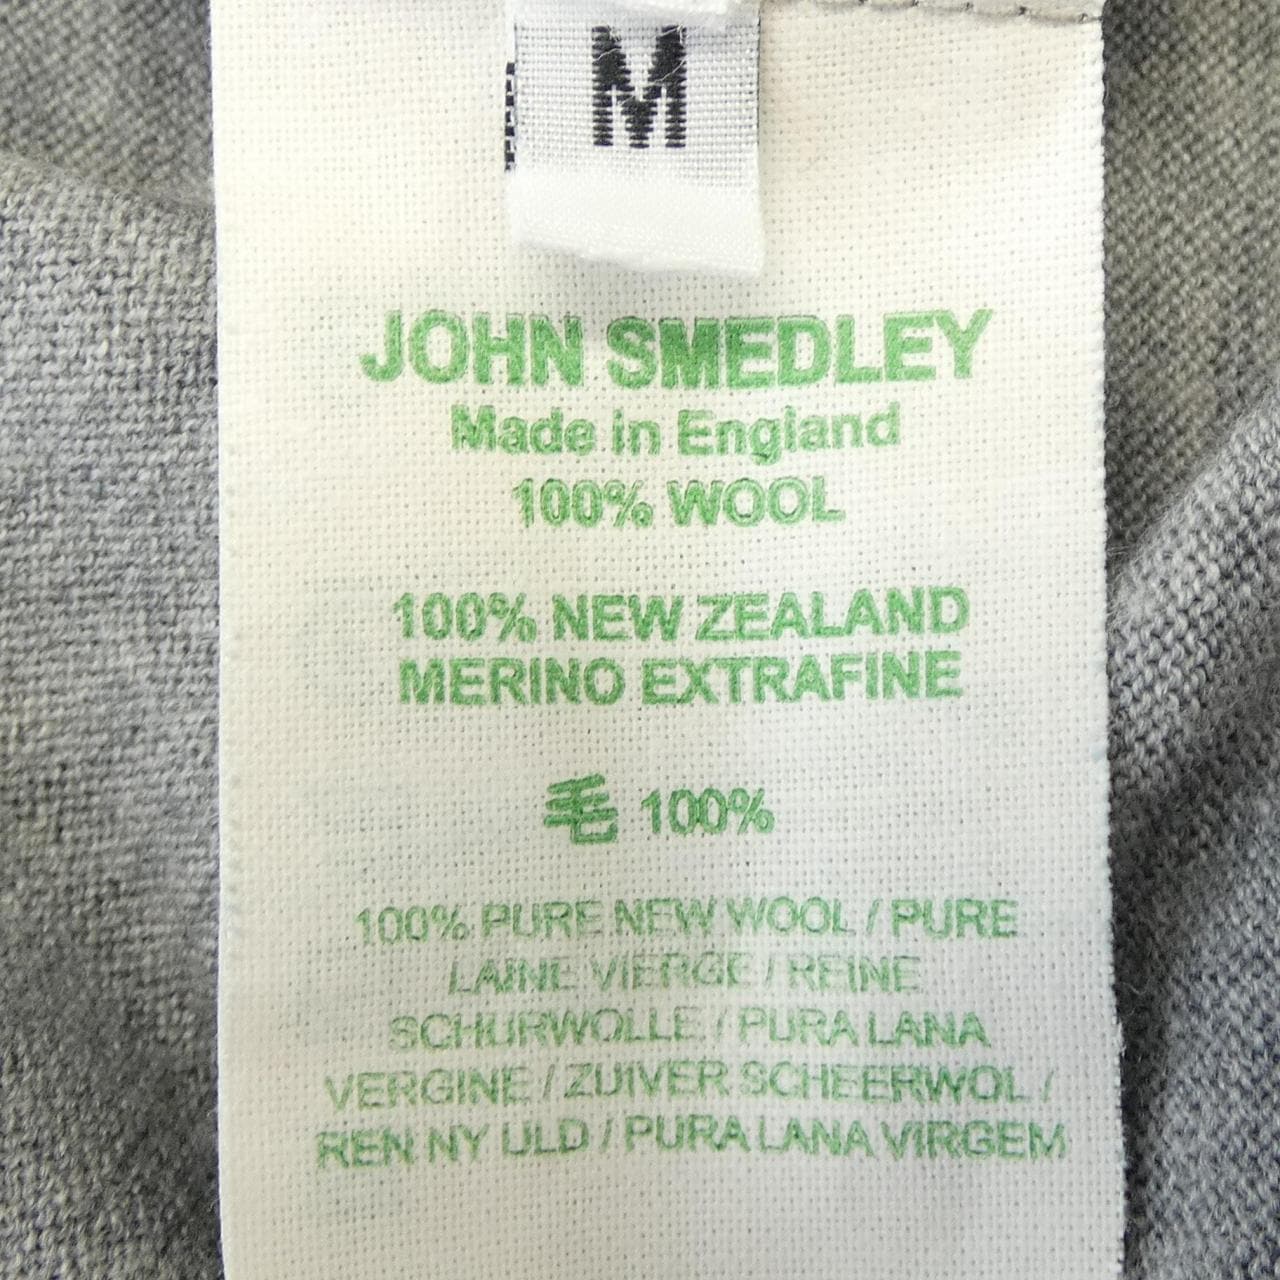 M
JOHN SMEDLEY
Made in England
100% WOOL
100% NEW ZEALAND
MERINO EXTRAFINE
毛 100%
100% PURE NEW WOOL / PURE
LAINE VIERGE / REINE
SCHURWOLLE / PURA LANA
VERGINE / ZUIVER SCHEERWOL /
REN NY ULD / PURA LANA VIRGEM